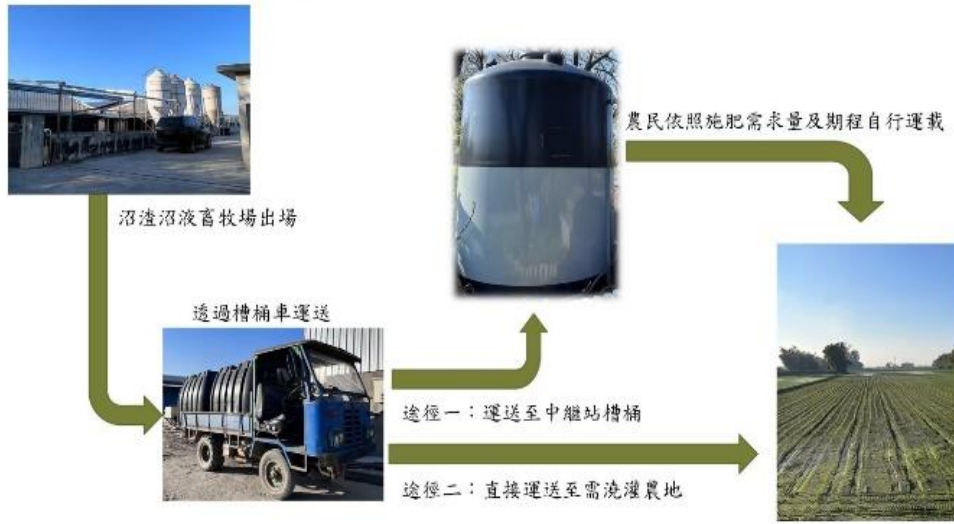 農民依照施肥需求量及期程自行運載
沼渣沼液畜牧場出場
透過槽桶車運送
途徑一：運送至中繼站槽桶
途徑二：直接運送至需澆灌農地